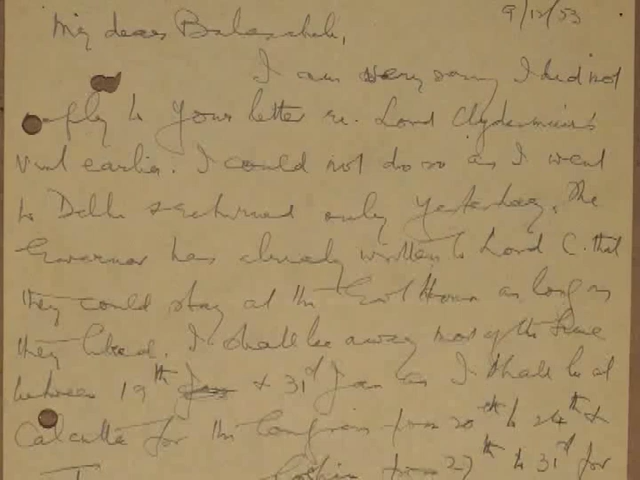 9/12/53
My dear
I am very sorry I did not
reply to your letter re. Lord Clydesmuir's
visit earlier. I could not do so as I went
to Delhi & returned only yesterday. The
Governor has already written to Lord C. that
they could stay at the Govt House as long as
they liked. I shall be away most of the time
between 19th Jan & 31st Jan as I shall be at
Calcutta for the Congress from 20th to 24th &
from 27th to 31st for